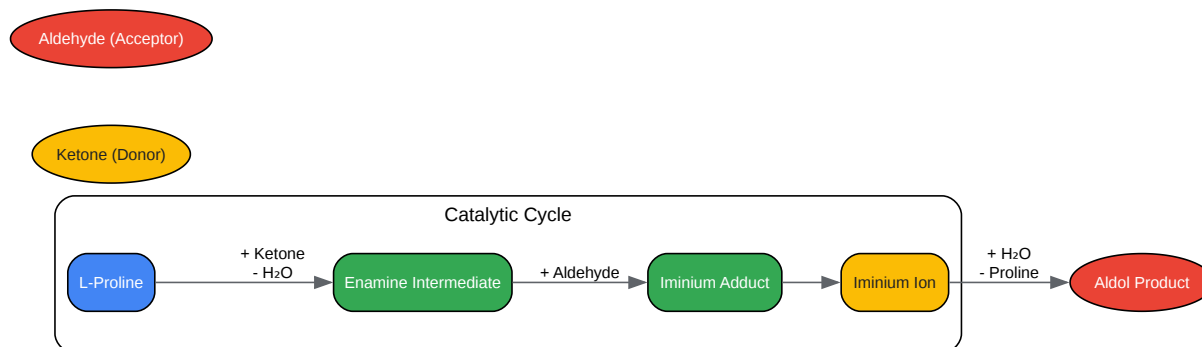 Aldehyde (Acceptor)
Ketone (Donor)
Catalytic Cycle
L-Proline
+ Ketone
- H₂O
Enamine Intermediate
+ Aldehyde
Iminium Adduct
Iminium Ion
+ H₂O
- Proline
Aldol Product